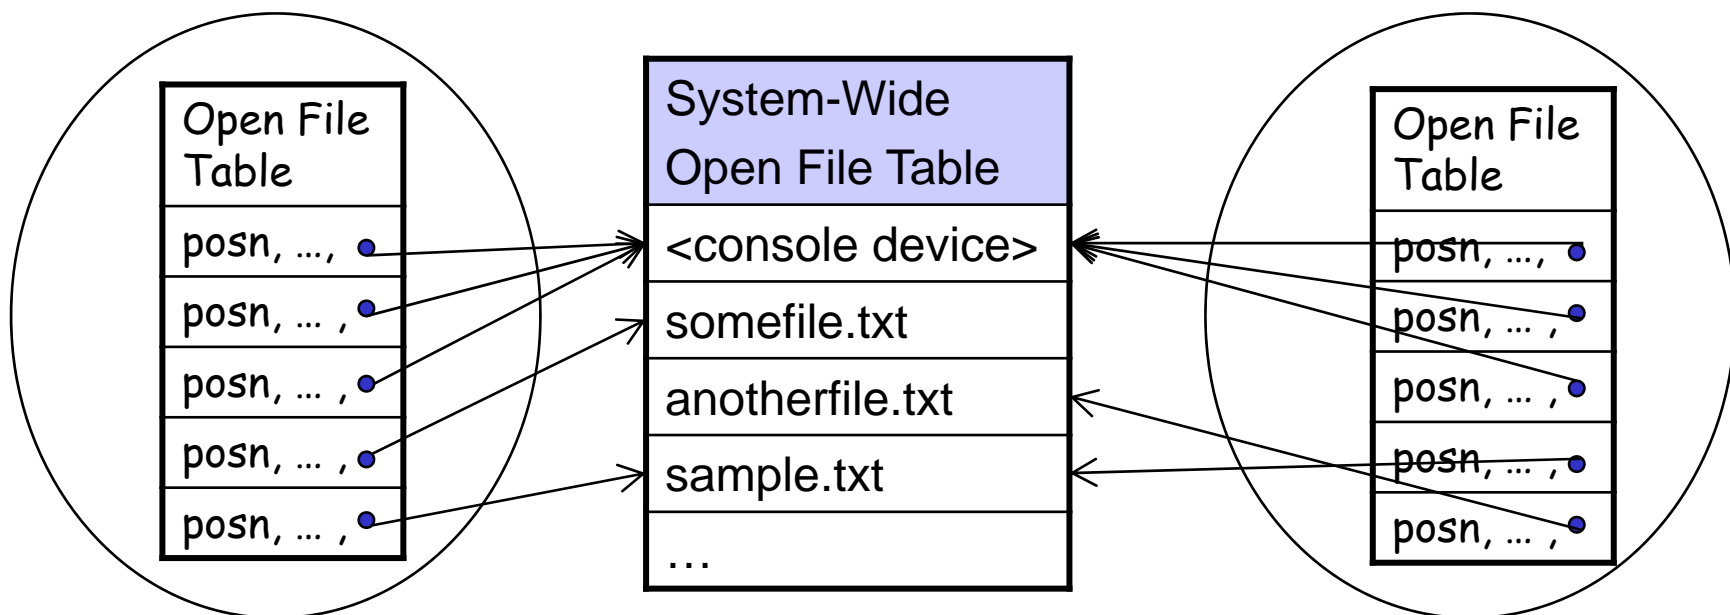 Open File
Table
posn, ...,
posn, ... ,
posn, ... ,
posn, ... ,
posn, ... ,
System-Wide
Open File Table
<console device>
somefile.txt
anotherfile.txt
sample.txt
…
Open File
Table
posn, ...,
posn, ... ,
posn, ... ,
posn, ... ,
posn, ... ,